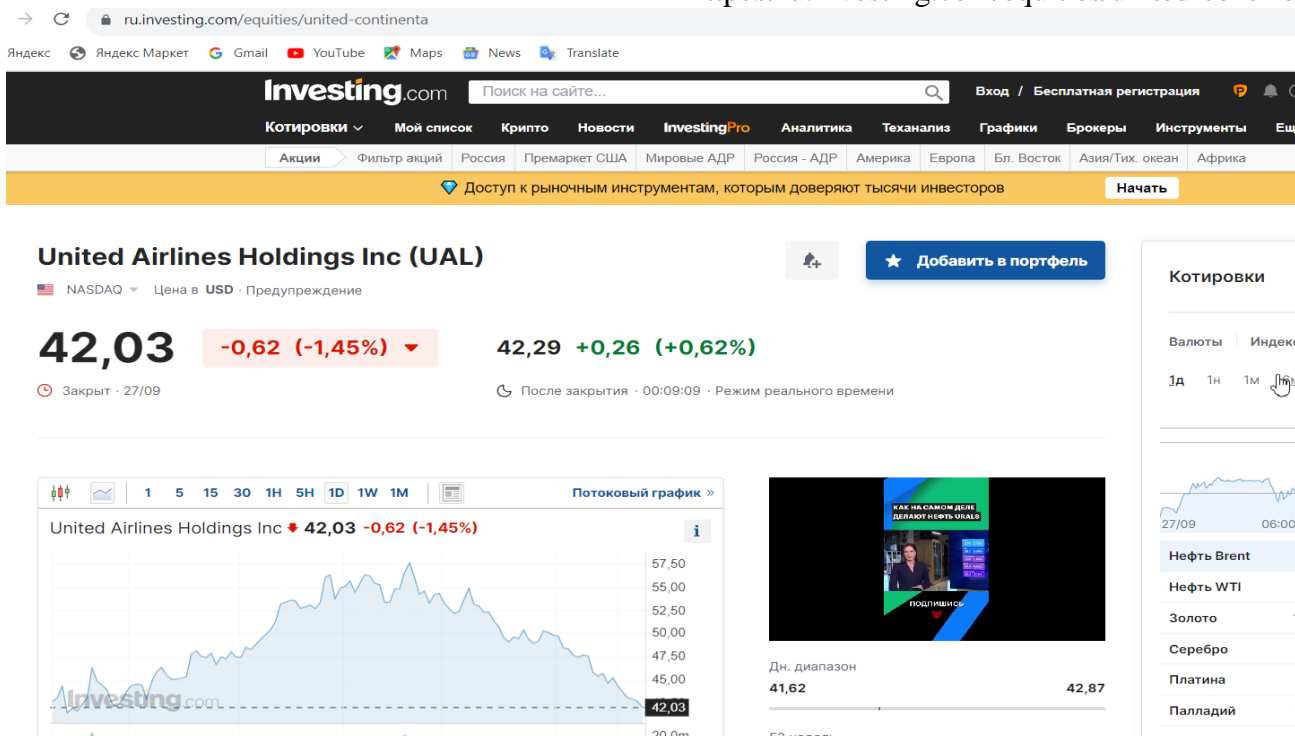 ru.investing.com/equities/united-continenta
Яндекс Яндекс Маркет Gmail YouTube Maps News Translate
Investing.com Поиск на сайте... Вход / Бесплатная регистрация
Котировки Мой список Крипто Новости InvestingPro Аналитика Теханализ Графики Брокеры Инструменты Ещ
Акции Фильтр акций Россия Премаркет США Мировые АДР Россия - АДР Америка Европа Бл. Восток Азия/Тих. океан Африка
Доступ к рыночным инструментам, которым доверяют тысячи инвесторов Начать
United Airlines Holdings Inc (UAL)
Добавить в портфель
NASDAQ Цена в USD · Предупреждение
42,03 -0,62 (-1,45%) 42,29 +0,26 (+0,62%)
Закрыт · 27/09 После закрытия · 00:09:09 · Режим реального времени
1 5 15 30 1H 5H 1D 1W 1M Потоковый график »
United Airlines Holdings Inc 42,03 -0,62 (-1,45%) i
57,50
55,00
52,50
50,00
47,50
45,00
42,03
20,0m
Investing.com
КАК НА САМОМ ДЕЛЕ
ДЕЛАЮТ НЕФТЬ URALS
ПОДПИШИСЬ
Дн. диапазон
41,62 42,87
Котировки
Валюты Индекс
1д 1н 1м
27/09 06:00
Нефть Brent
Нефть WTI
Золото
Серебро
Платина
Палладий